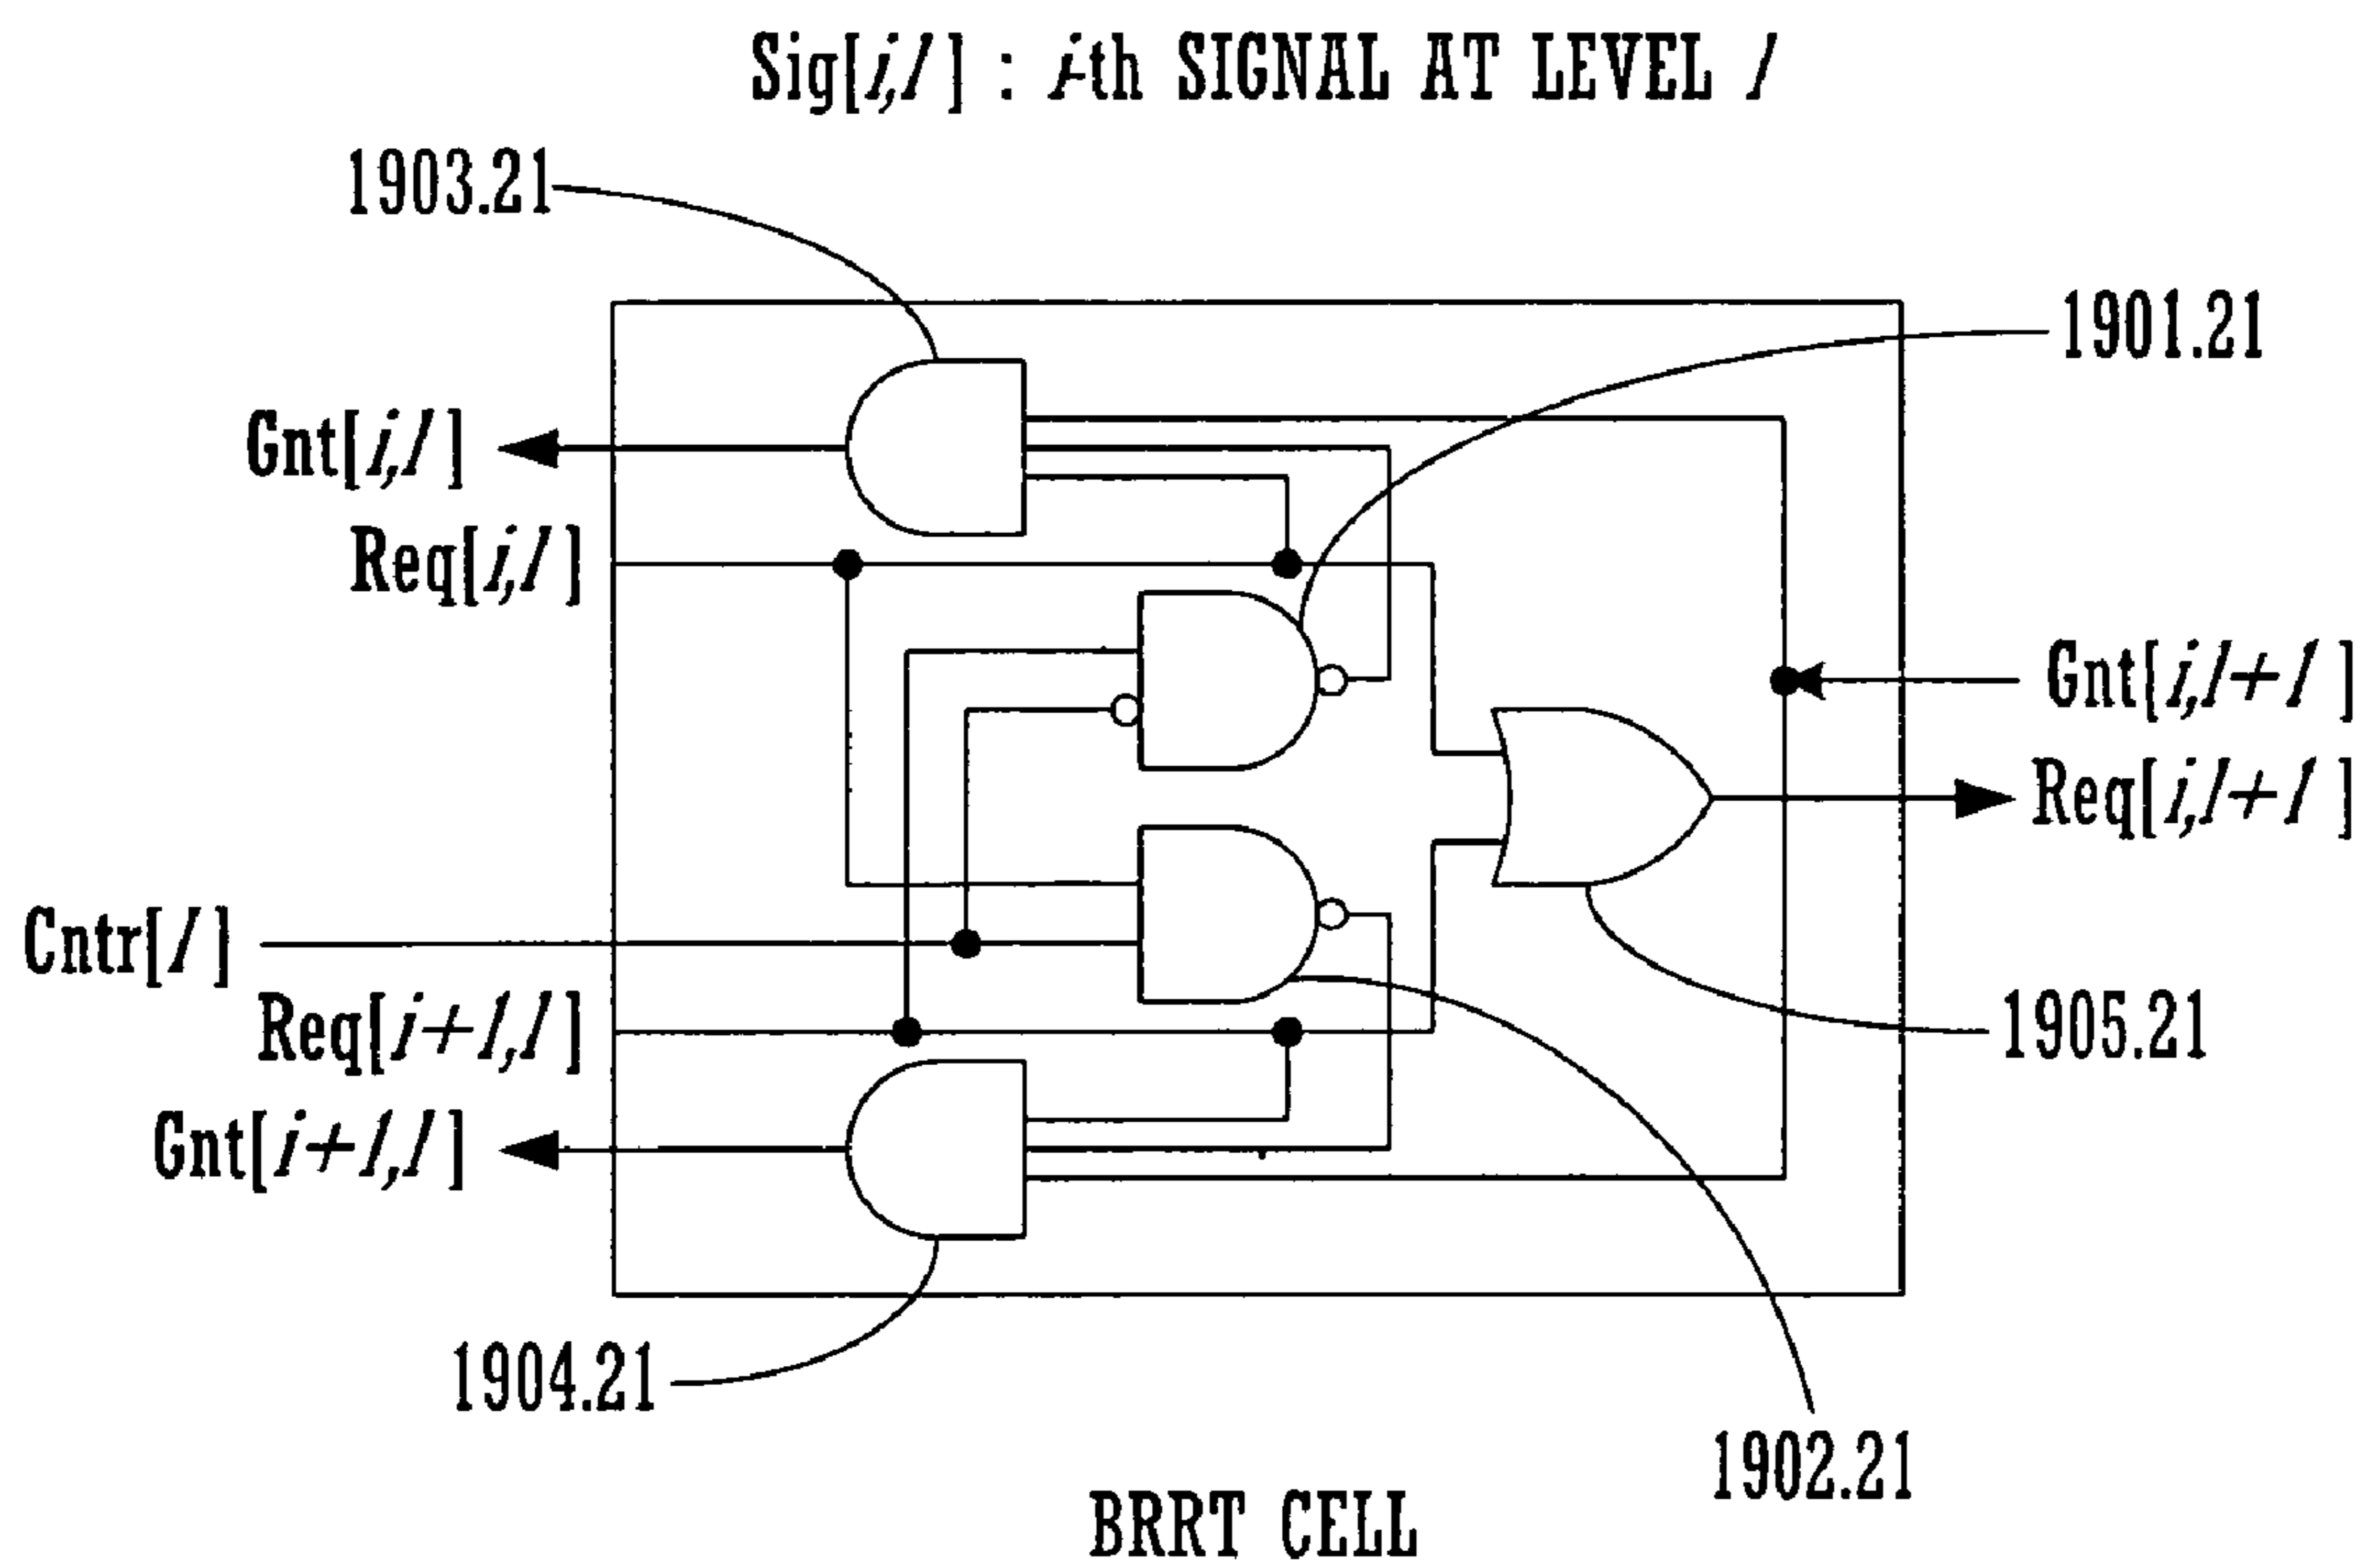 Sig[i,l] : i-th SIGNAL AT LEVEL l
1903.21
1901.21
Gnt[i,l]
Req[i,l]
Gnt[i,l+l]
Req[i,l+l]
Cntr[l]
Req[i+l,l]
1905.21
Gnt[i+l,l]
1904.21
1902.21
BRRT CELL